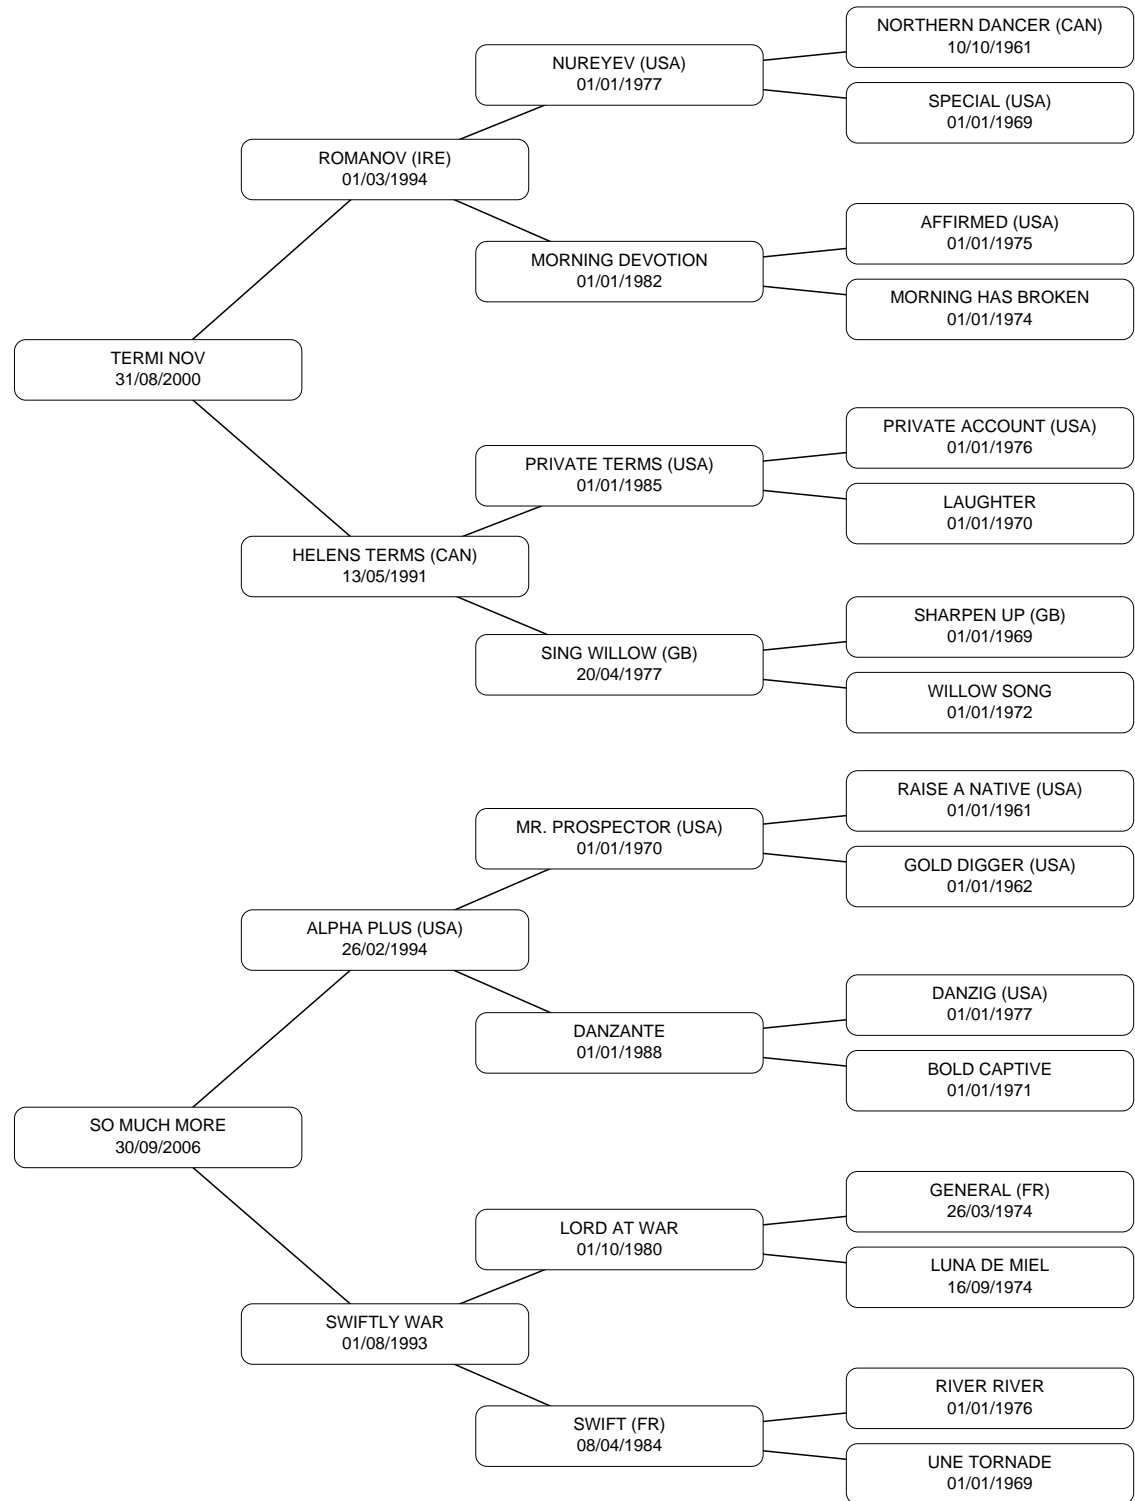 NORTHERN DANCER (CAN)
10/10/1961
NUREYEV (USA)
01/01/1977
SPECIAL (USA)
01/01/1969
ROMANOV (IRE)
01/03/1994
AFFIRMED (USA)
01/01/1975
MORNING DEVOTION
01/01/1982
MORNING HAS BROKEN
01/01/1974
TERMI NOV
31/08/2000
PRIVATE ACCOUNT (USA)
01/01/1976
PRIVATE TERMS (USA)
01/01/1985
LAUGHTER
01/01/1970
HELENS TERMS (CAN)
13/05/1991
SHARPEN UP (GB)
01/01/1969
SING WILLOW (GB)
20/04/1977
WILLOW SONG
01/01/1972
RAISE A NATIVE (USA)
01/01/1961
MR. PROSPECTOR (USA)
01/01/1970
GOLD DIGGER (USA)
01/01/1962
ALPHA PLUS (USA)
26/02/1994
DANZIG (USA)
01/01/1977
DANZANTE
01/01/1988
BOLD CAPTIVE
01/01/1971
SO MUCH MORE
30/09/2006
GENERAL (FR)
26/03/1974
LORD AT WAR
01/10/1980
LUNA DE MIEL
16/09/1974
SWIFTLY WAR
01/08/1993
RIVER RIVER
01/01/1976
SWIFT (FR)
08/04/1984
UNE TORNADE
01/01/1969